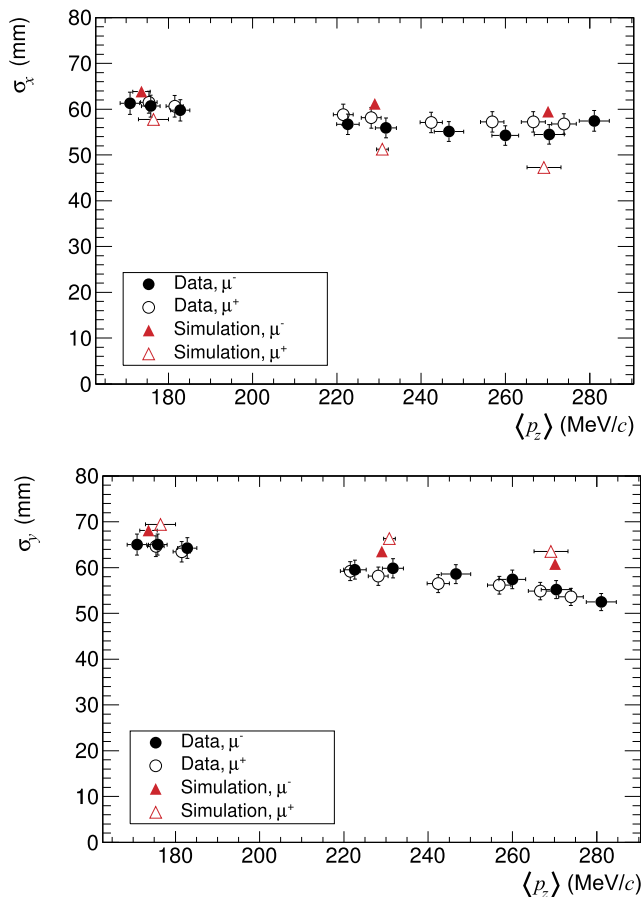 σx (mm)
80
70
60
50
40
30
20
10
0
Data, μ-
Data, μ+
Simulation, μ-
Simulation, μ+
180 200 220 240 260 280
⟨pz⟩ (MeV/c)
σy (mm)
80
70
60
50
40
30
20
10
0
Data, μ-
Data, μ+
Simulation, μ-
Simulation, μ+
180 200 220 240 260 280
⟨pz⟩ (MeV/c)